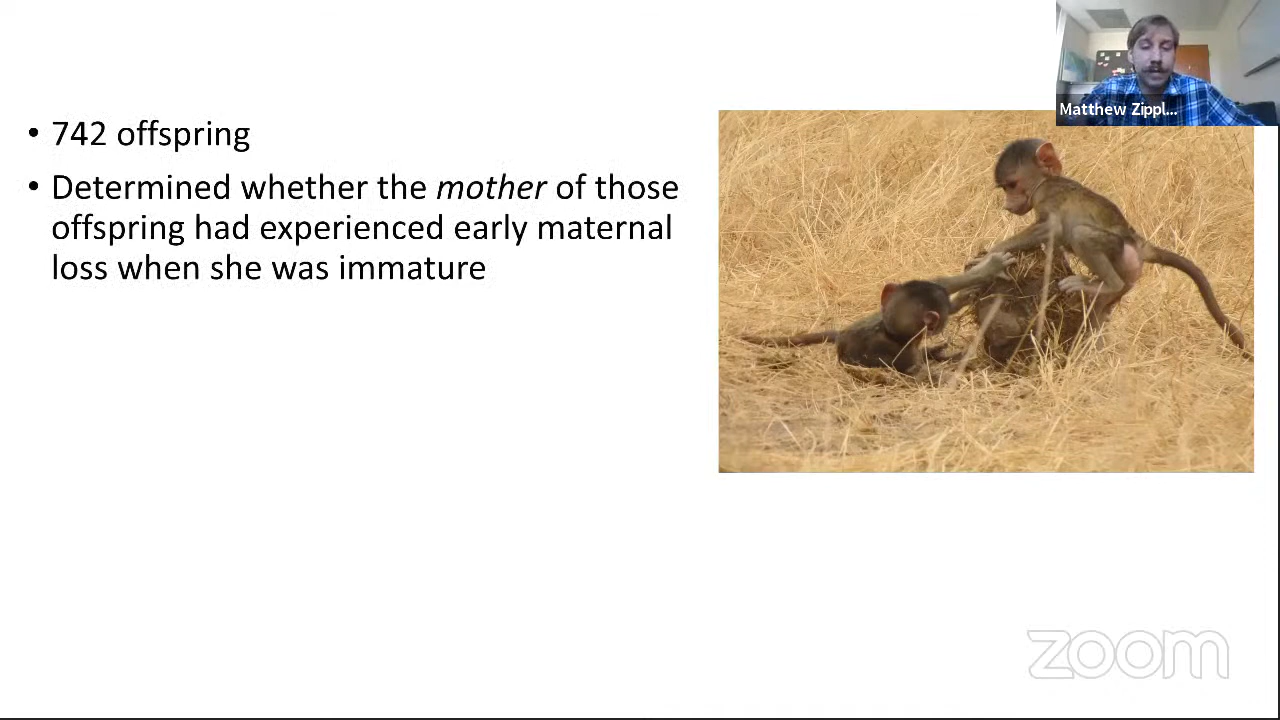 • 742 offspring
• Determined whether the mother of those
offspring had experienced early maternal
loss when she was immature
Matthew Zippl...
zoom